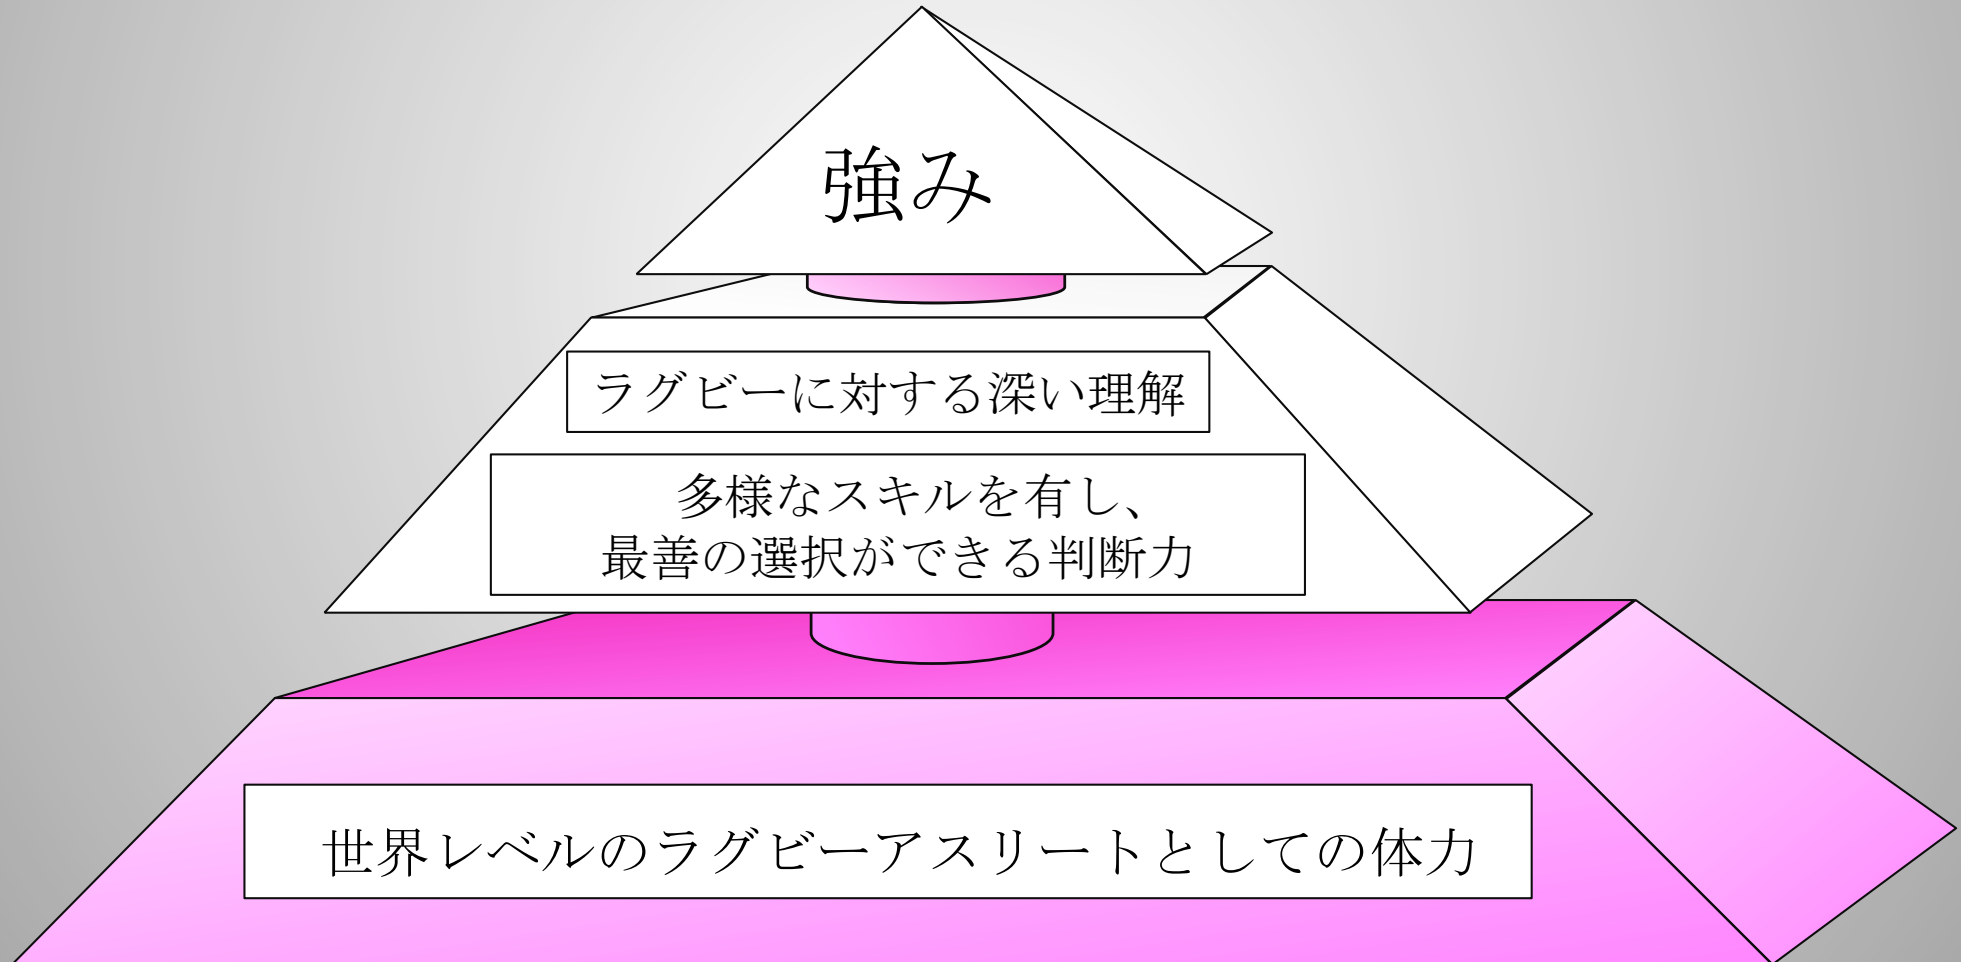 強み
ラグビーに対する深い理解
多様なスキルを有し、
最善の選択ができる判断力
世界レベルのラグビーアスリートとしての体力